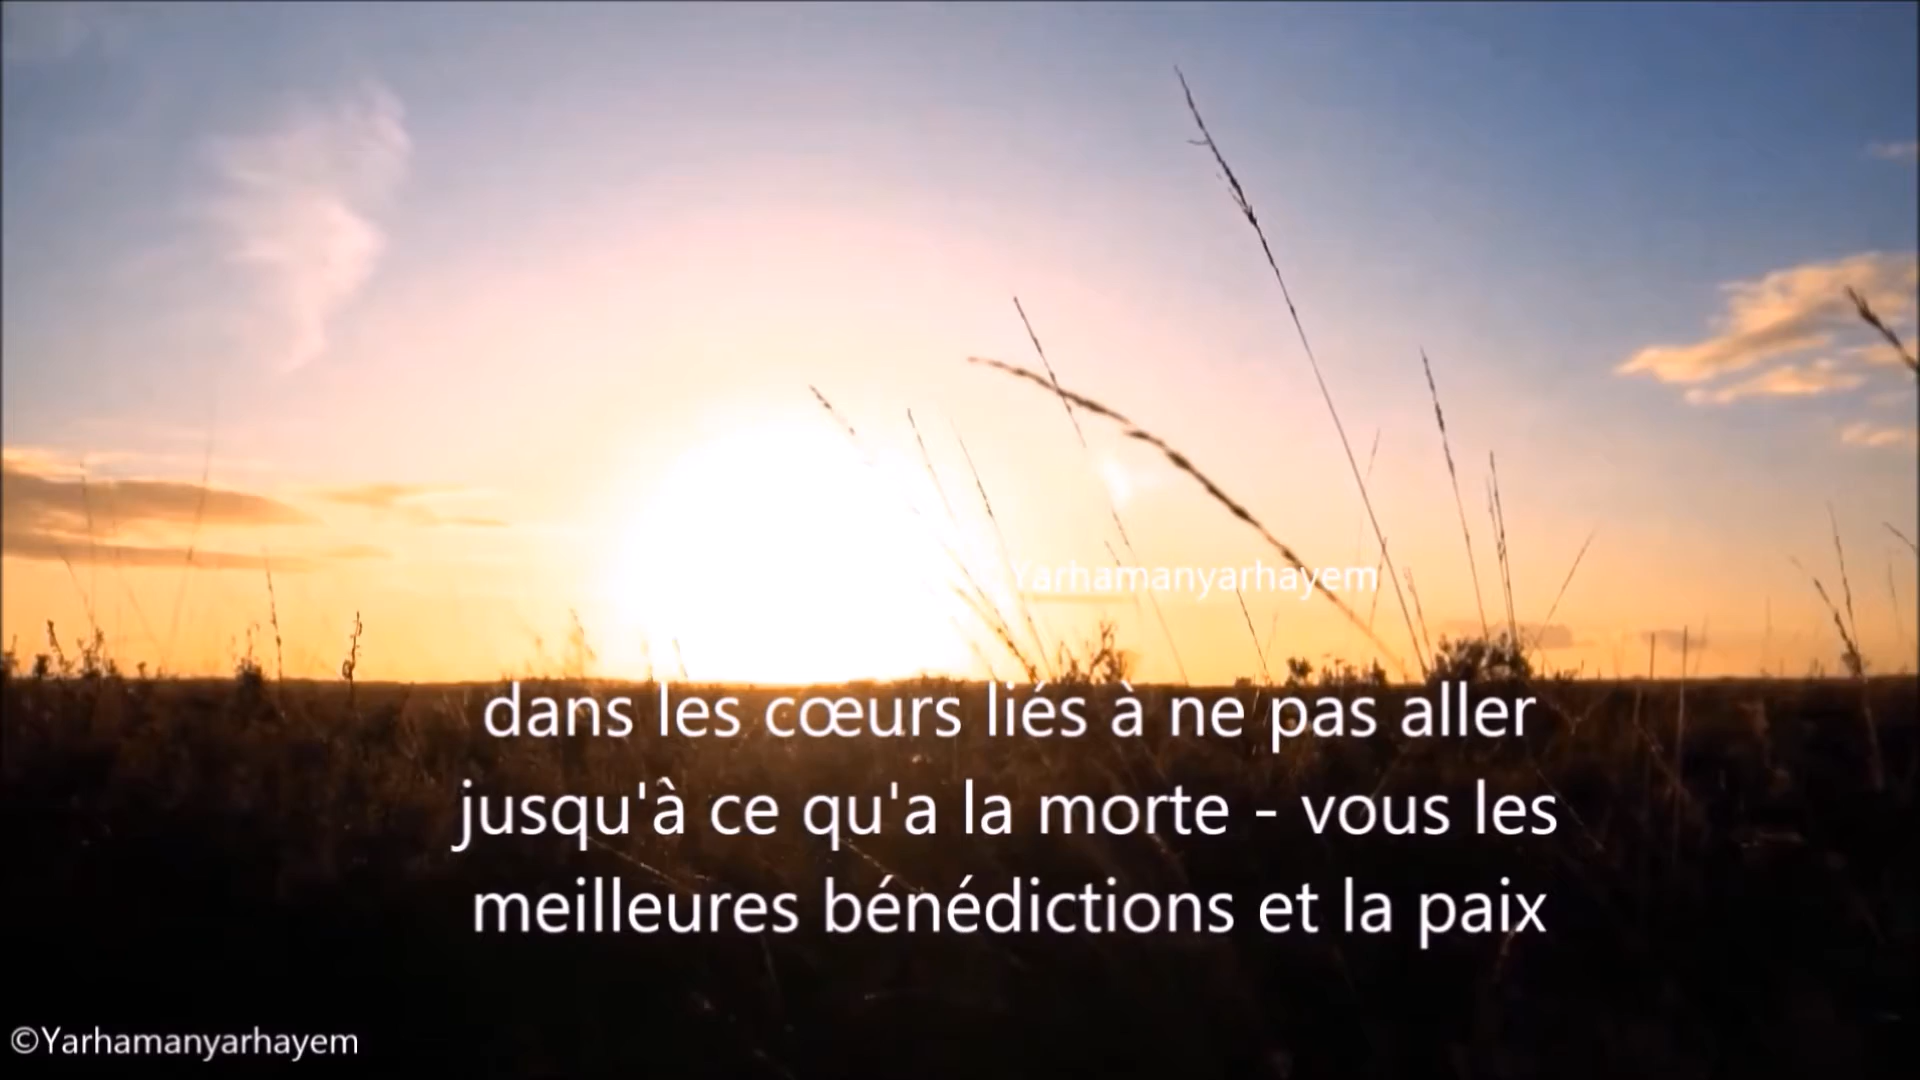 Yarhamanyarhayem
dans les cœurs liés à ne pas aller
jusqu'à ce qu'a la morte - vous les
meilleures bénédictions et la paix
©Yarhamanyarhayem